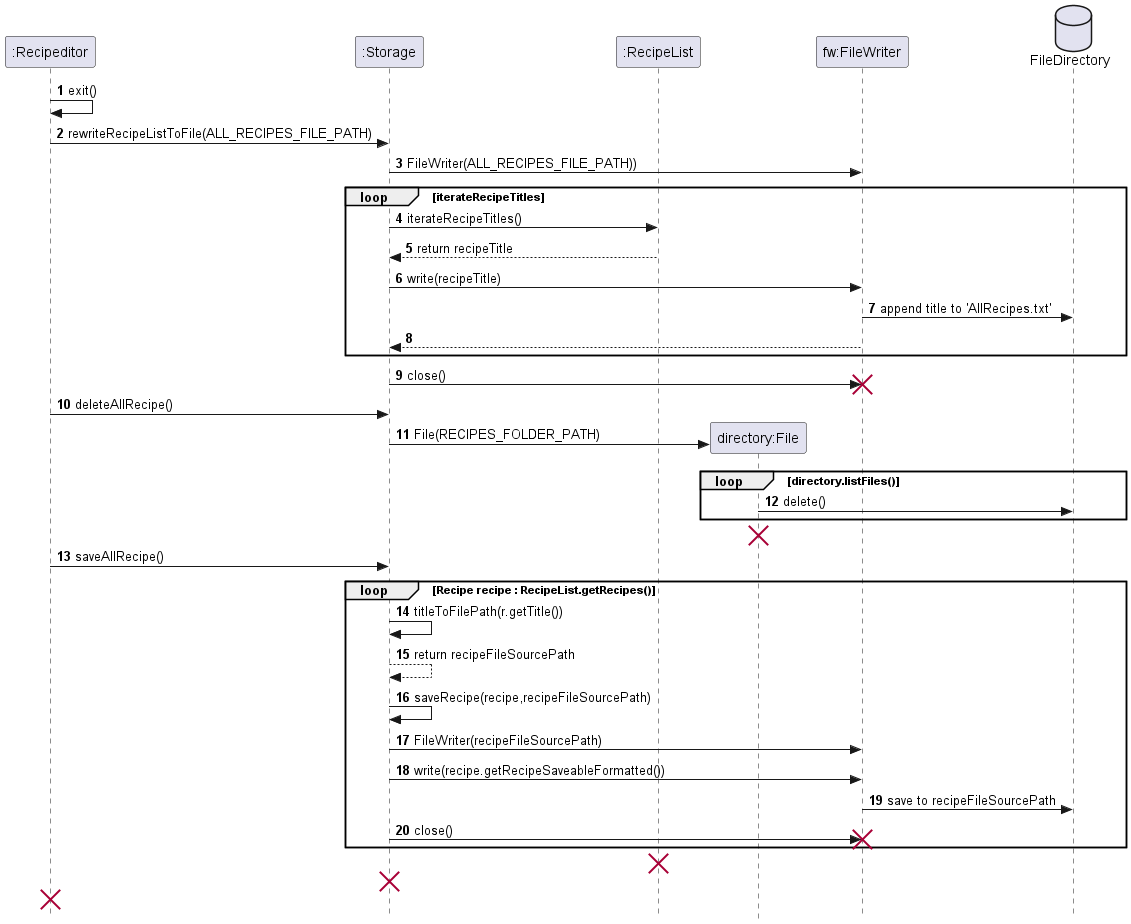 :Recipeditor
:Storage
:RecipeList
fw:FileWriter
FileDirectory
1 exit()
2 rewriteRecipeListToFile(ALL_RECIPES_FILE_PATH)
3 FileWriter(ALL_RECIPES_FILE_PATH))
loop [iterateRecipeTitles]
4 iterateRecipeTitles()
5 return recipeTitle
6 write(recipeTitle)
7 append title to 'AllRecipes.txt'
8
9 close()
10 deleteAllRecipe()
11 File(RECIPES_FOLDER_PATH)
directory:File
loop [directory.listFiles()]
12 delete()
13 saveAllRecipe()
loop [Recipe recipe : RecipeList.getRecipes()]
14 titleToFilePath(r.getTitle())
15 return recipeFileSourcePath
16 saveRecipe(recipe,recipeFileSourcePath)
17 FileWriter(recipeFileSourcePath)
18 write(recipe.getRecipeSaveableFormatted())
19 save to recipeFileSourcePath
20 close()